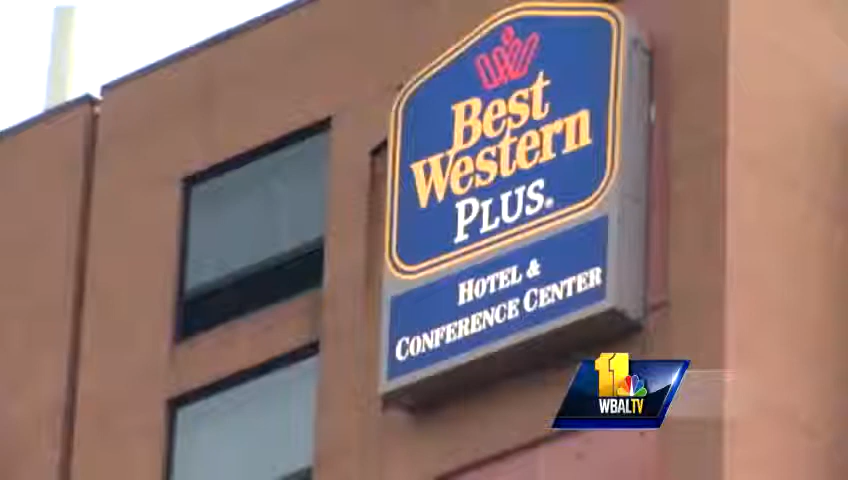 Best
Western
PLUS®
HOTEL &
CONFERENCE CENTER
11
WBALTV